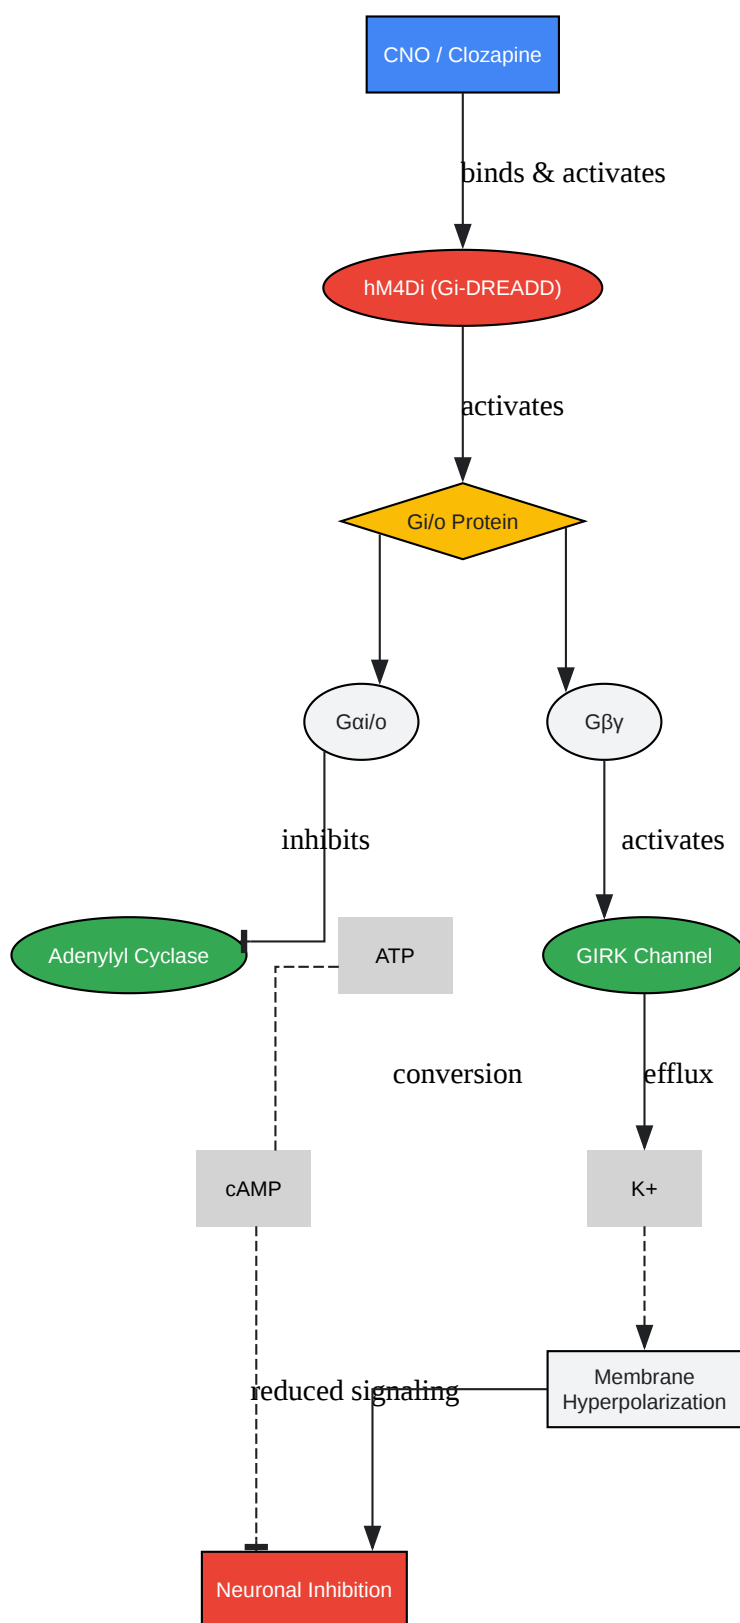 CNO / Clozapine
binds & activates
hM4Di (Gi-DREADD)
activates
Gi/o Protein
Gαi/o
Gβγ
inhibits
activates
Adenylyl Cyclase
ATP
GIRK Channel
conversion
efflux
cAMP
K+
Membrane
Hyperpolarization
reduced signaling
Neuronal Inhibition